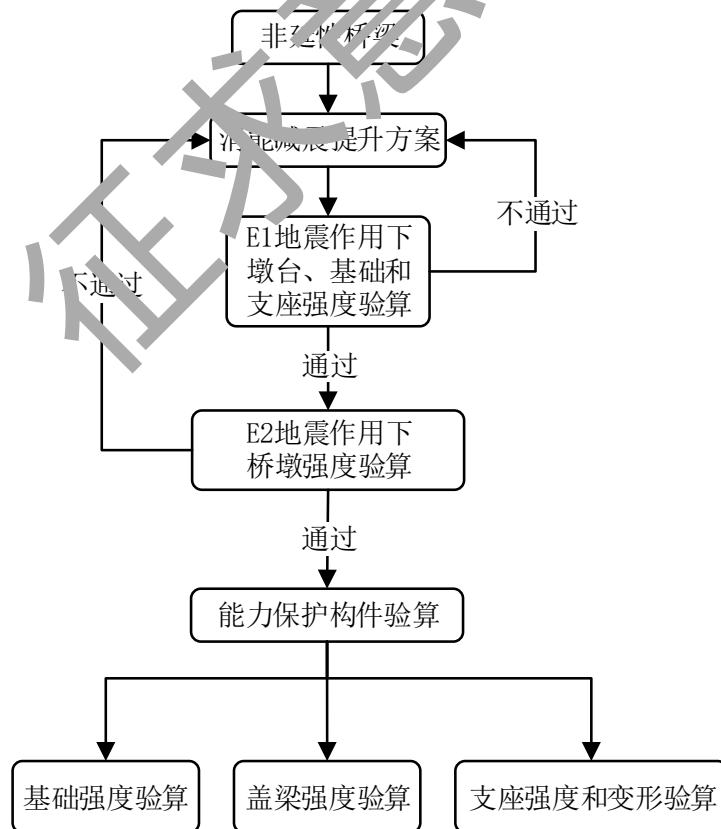 非延性桥梁
消能减震提升方案
不通过
E1地震作用下
墩台、基础和
支座强度验算
不通过
通过
E2地震作用下
桥墩强度验算
通过
能力保护构件验算
基础强度验算
盖梁强度验算
支座强度和变形验算
征求意